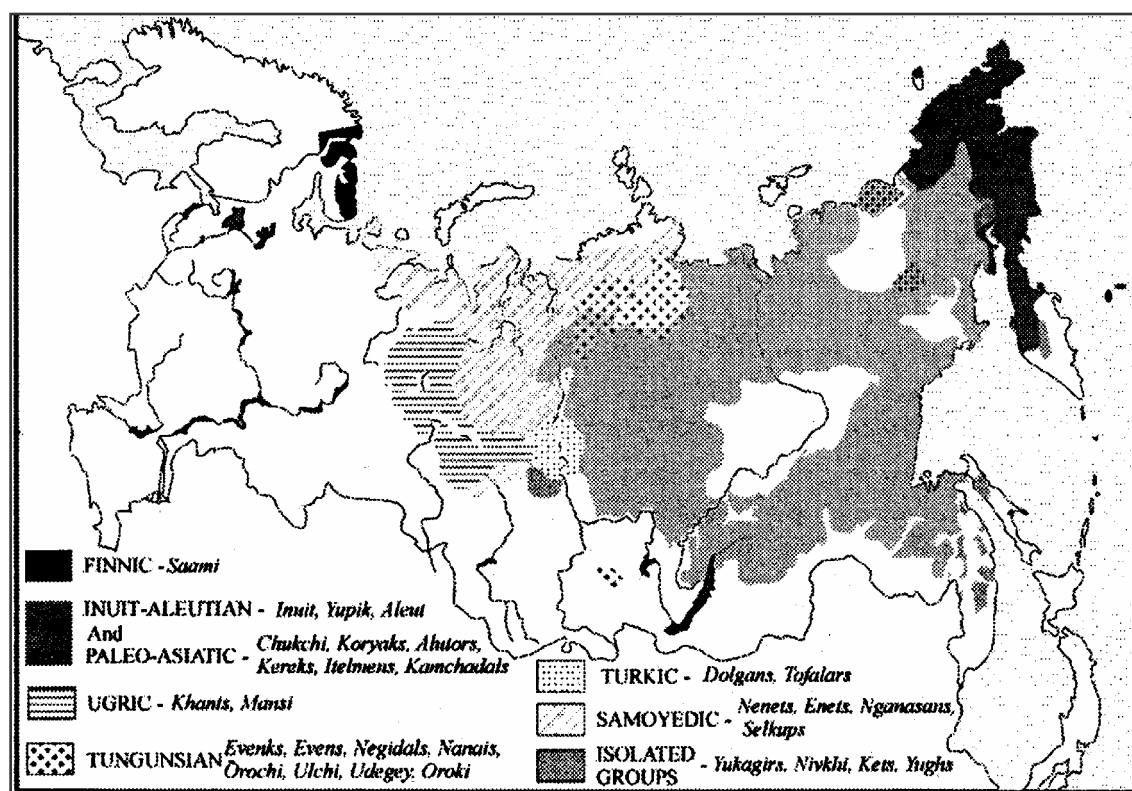 FINNIC - Saami
INUIT-ALEUTIAN - Inuit, Yupik, Aleut
And
PALEO-ASIATIC - Chukchi, Koryaks, Alutors,
Kereks, Itelmens, Kamchadals
UGRIC - Khants, Mansi
TUNGUNSIAN Evenks, Evens, Negidals, Nanais,
Orochi, Ulchi, Udegey, Oroki
TURKIC - Dolgans, Tofalars
SAMOYEDIC - Nenets, Enets, Nganasans,
Selkups
ISOLATED
GROUPS - Yukagirs, Nivkhi, Kets, Yughs